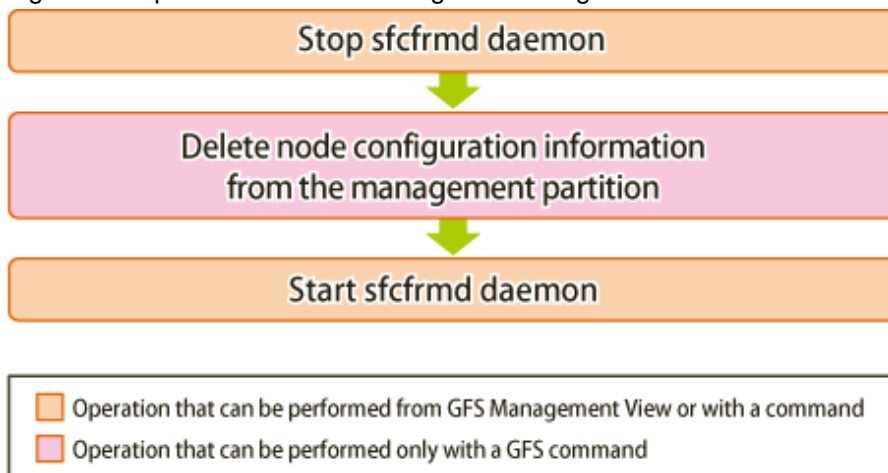 Stop sfcfrmd daemon
Delete node configuration information
from the management partition
Start sfcfrmd daemon
Operation that can be performed from GFS Management View or with a command
Operation that can be performed only with a GFS command